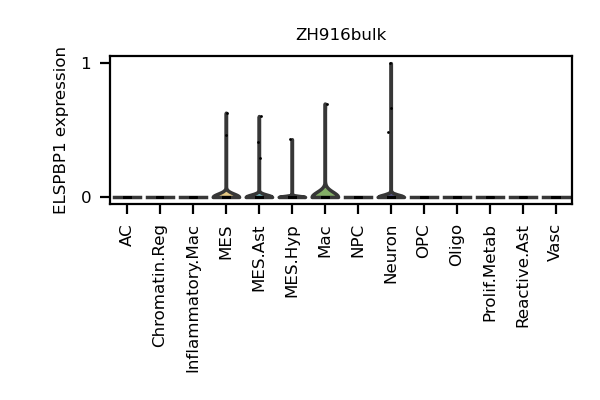 ZH916bulk
ELSPBP1 expression
1
0
AC
Chromatin.Reg
Inflammatory.Mac
MES
MES.Ast
MES.Hyp
Mac
NPC
Neuron
OPC
Oligo
Prolif.Metab
Reactive.Ast
Vasc